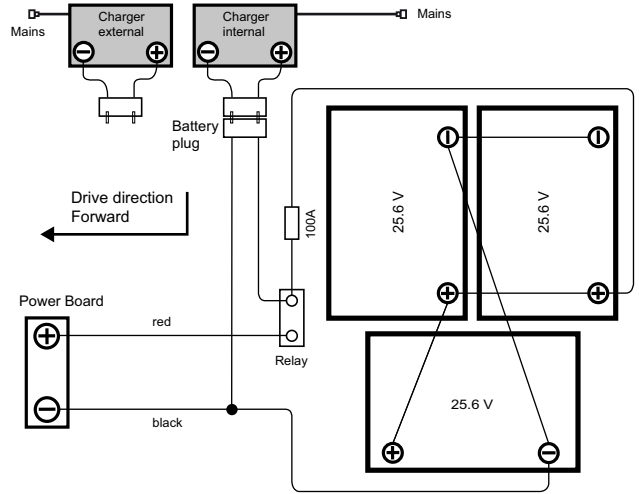 Mains
Charger
external
Charger
internal
Mains
Battery
plug
Drive direction
Forward
100A
25.6 V
25.6 V
Power Board
red
Relay
25.6 V
black